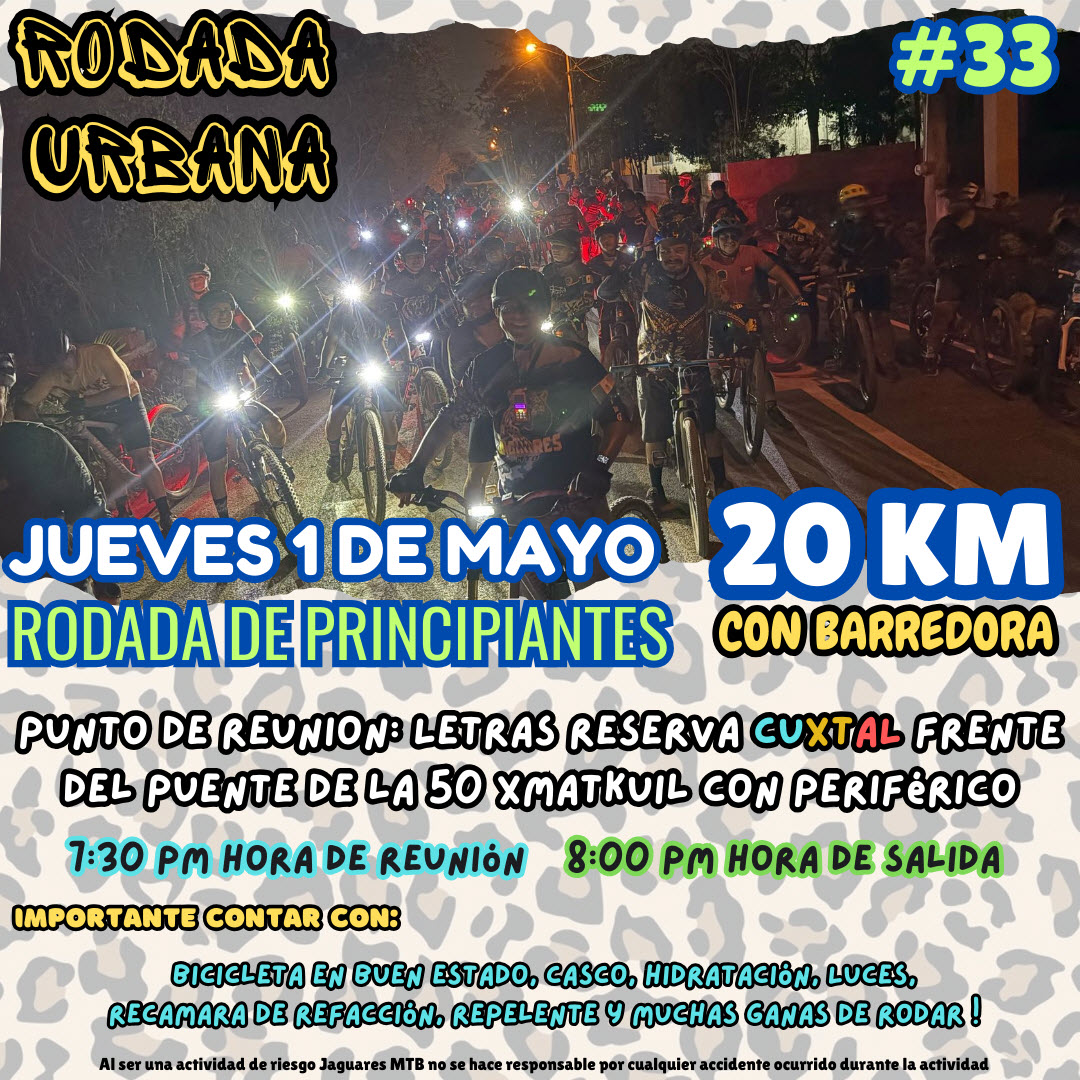 RODADA
URBANA
#33
JUEVES 1 DE MAYO
20 KM
RODADA DE PRINCIPIANTES
CON BARREDORA
PUNTO DE REUNION: LETRAS RESERVA CUXTAL FRENTE
DEL PUENTE DE LA 50 XMATKUIL CON PERIFÉRICO
7:30 PM HORA DE REUNIÓN
8:00 PM HORA DE SALIDA
IMPORTANTE CONTAR CON:
BICICLETA EN BUEN ESTADO, CASCO, HIDRATACIÓN, LUCES,
RECAMARA DE REFACCIÓN, REPELENTE Y MUCHAS GANAS DE RODAR !
Al ser una actividad de riesgo Jaguares MTB no se hace responsable por cualquier accidente ocurrido durante la actividad